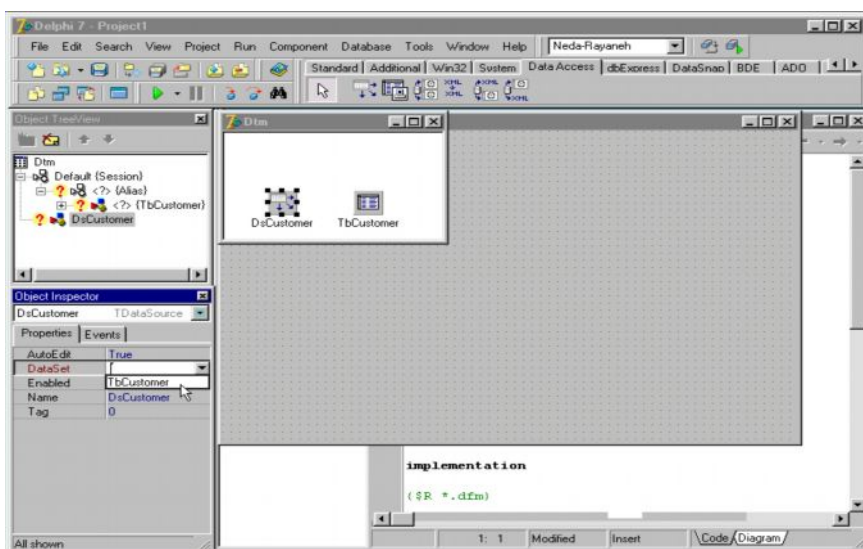 Delphi 7 - Project1
File Edit Search View Project Run Component Database Tools Window Help Neda-Rayaneh
Standard Additional Win32 System Data Access dbExpress DataSnap BDE ADO
Object TreeView
Dtm
Default {Session}
<?> {Alias}
<?> {TbCustomer}
DsCustomer
Dtm
DsCustomer TbCustomer
Object Inspector
DsCustomer TDataSource
Properties Events
AutoEdit True
DataSet
TbCustomer
Enabled
Name DsCustomer
Tag 0
All shown
implementation
{$R *.dfm}
1: 1 Modified Insert Code Diagram